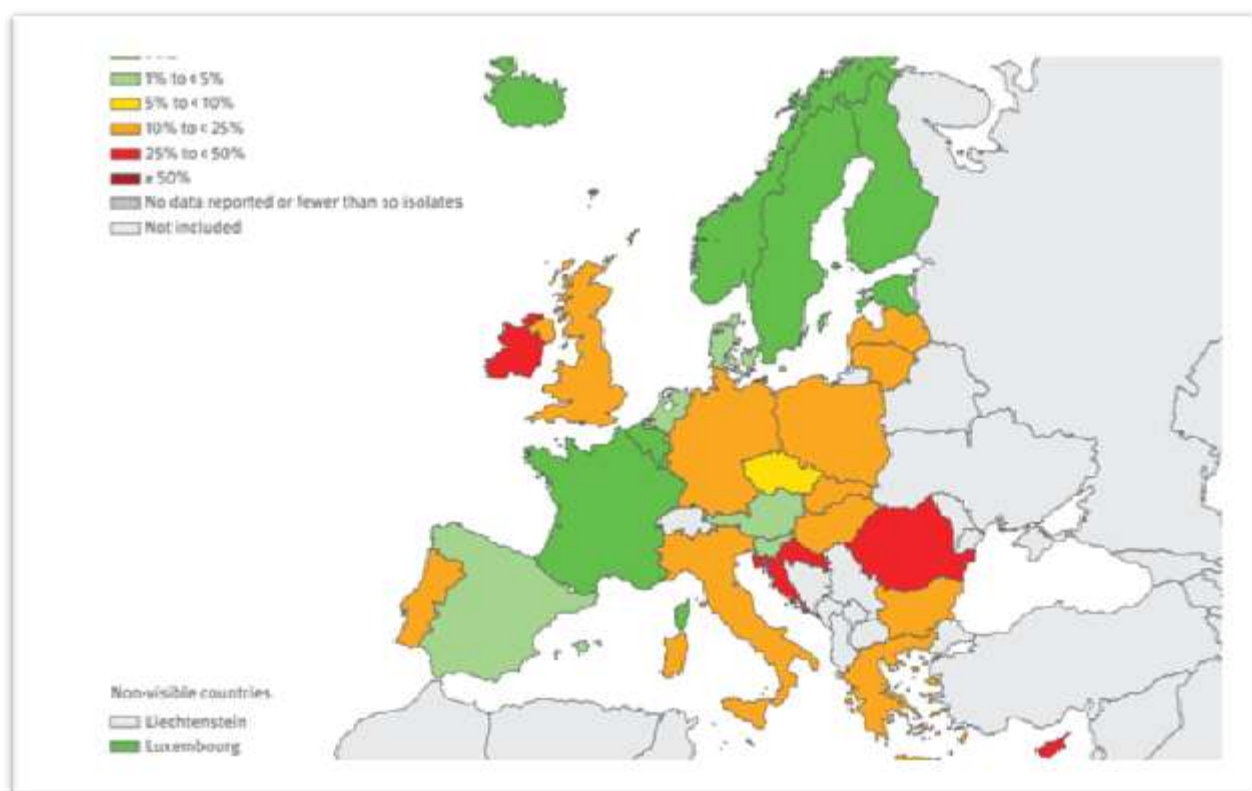 1% to < 5%
5% to < 10%
10% to < 25%
25% to < 50%
≥ 50%
No data reported or fewer than 10 isolates
Not included
Non-visible countries
Liechtenstein
Luxembourg